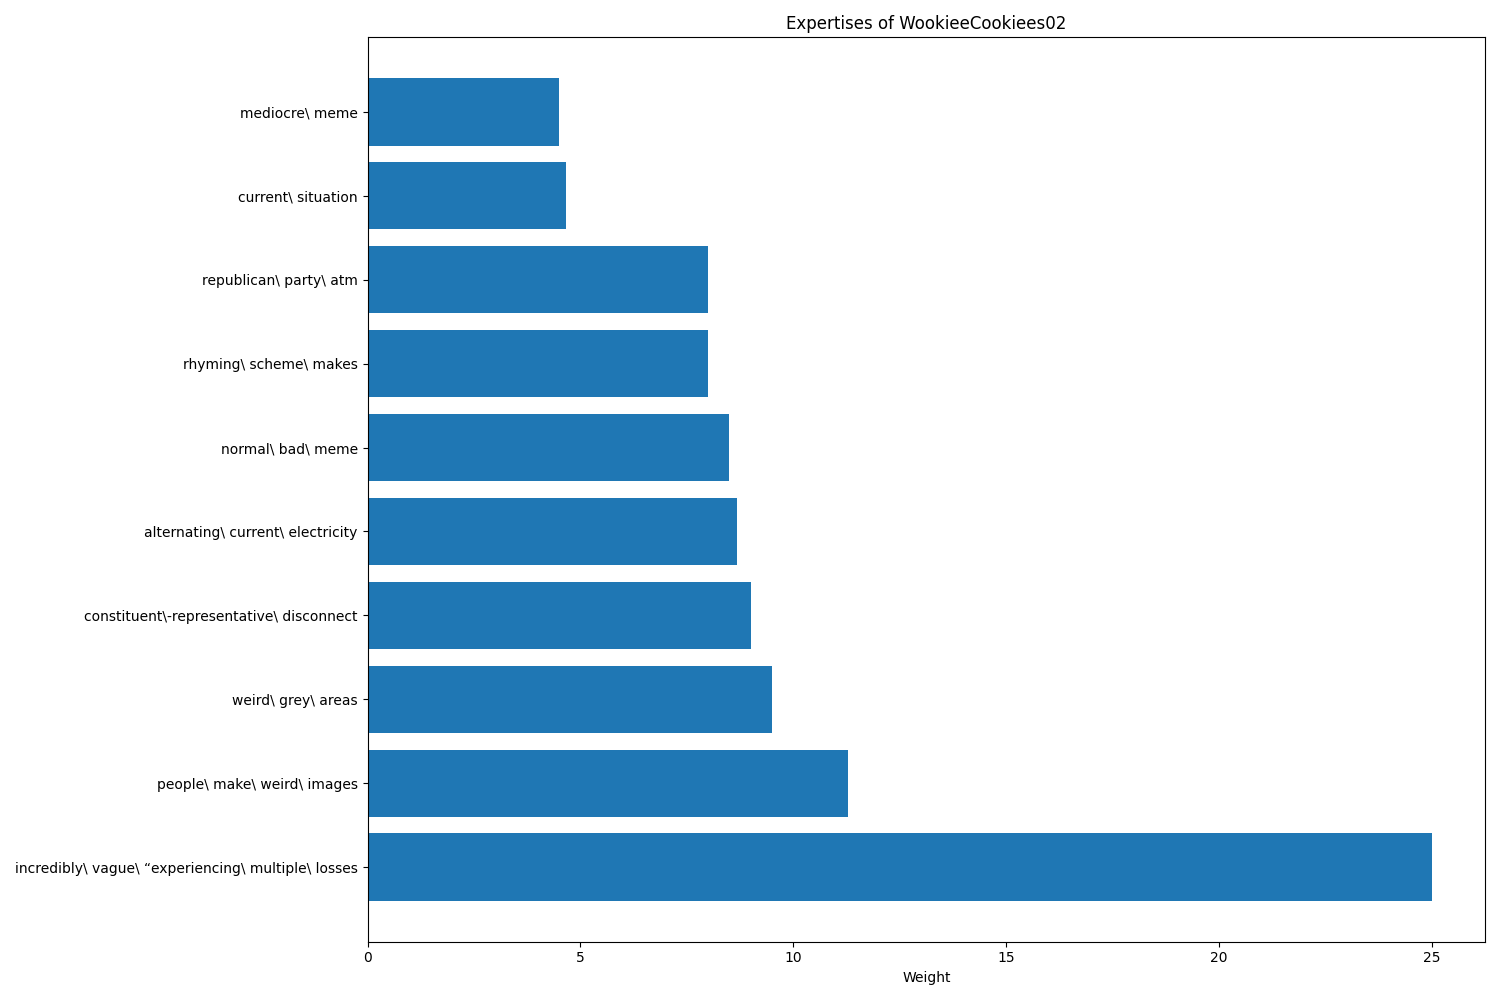 Expertises of WookieeCookiees02
mediocre\ meme
current\ situation
republican\ party\ atm
rhyming\ scheme\ makes
normal\ bad\ meme
alternating\ current\ electricity
constituent\-representative\ disconnect
weird\ grey\ areas
people\ make\ weird\ images
incredibly\ vague\ “experiencing\ multiple\ losses
0 5 10 15 20 25
Weight